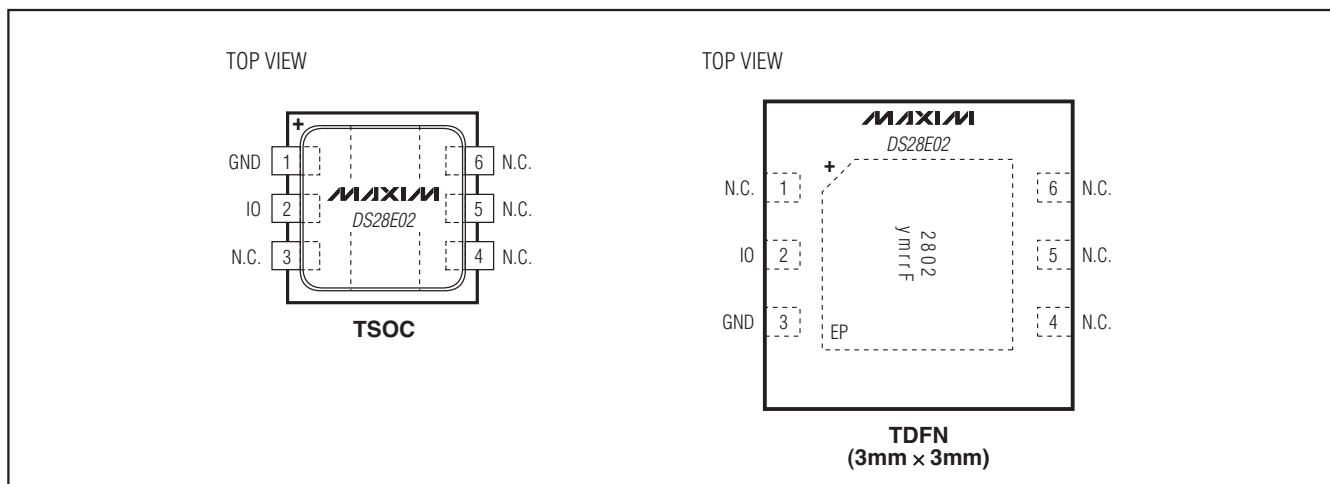 TOP VIEW
+
GND 1
6 N.C.
MAXIM
IO 2
5 N.C.
DS28E02
N.C. 3
4 N.C.
TSOC
TOP VIEW
MAXIM
DS28E02
+
N.C. 1
6 N.C.
2802
ymrrF
IO 2
5 N.C.
GND 3
4 N.C.
EP
TDFN
(3mm × 3mm)